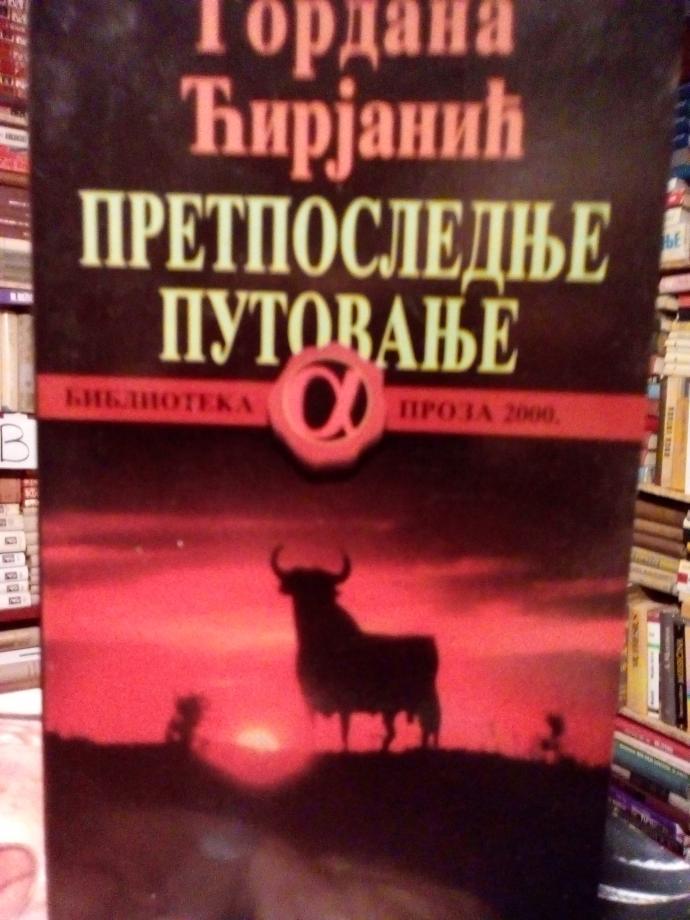 Гордана
Ћирјанић
ПРЕТПОСЛЕДЊЕ
ПУТОВАЊЕ
БИБЛИОТЕКА α ПРОЗА 2000.
B